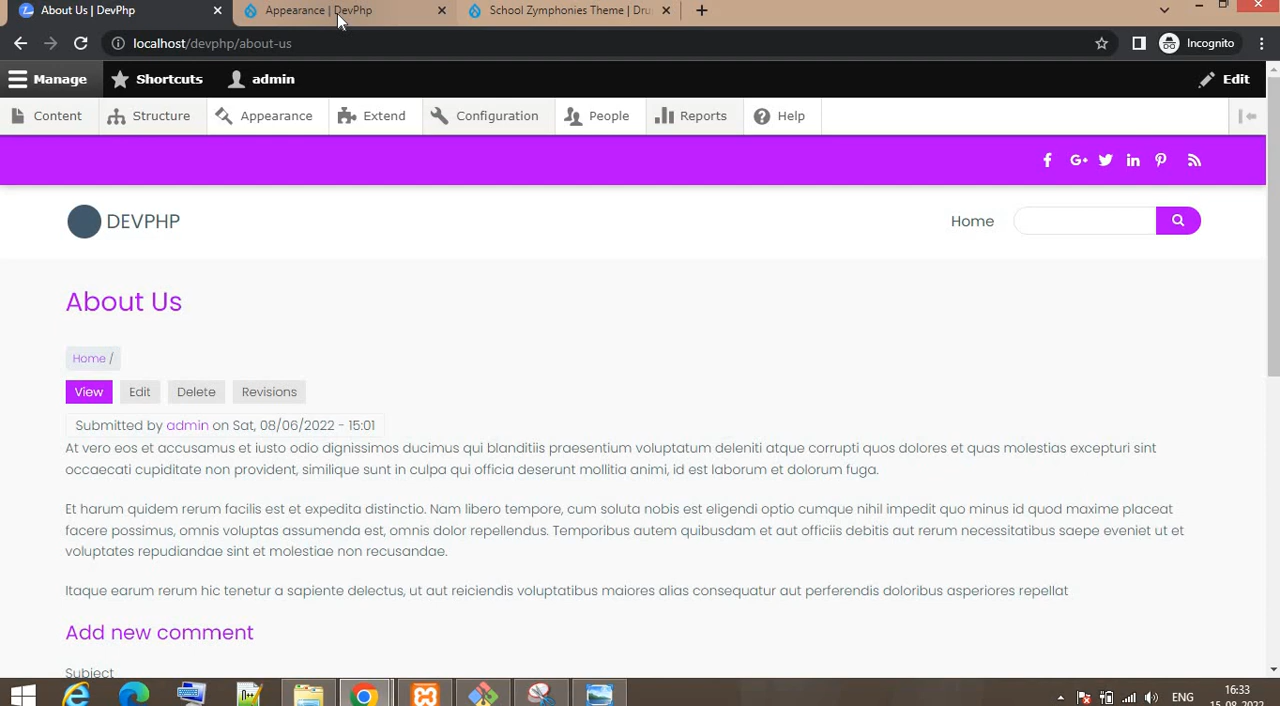 About Us | DevPhp
Appearance | DevPhp
School Zymphonies Theme | Dru
localhost/devphp/about-us
Incognito
Manage
Shortcuts
admin
Edit
Content
Structure
Appearance
Extend
Configuration
People
Reports
Help
DEVPHP
Home
About Us
Home /
View
Edit
Delete
Revisions
Submitted by admin on Sat, 08/06/2022 - 15:01
At vero eos et accusamus et iusto odio dignissimos ducimus qui blanditiis praesentium voluptatum deleniti atque corrupti quos dolores et quas molestias excepturi sint
occaecati cupiditate non provident, similique sunt in culpa qui officia deserunt mollitia animi, id est laborum et dolorum fuga.
Et harum quidem rerum facilis est et expedita distinctio. Nam libero tempore, cum soluta nobis est eligendi optio cumque nihil impedit quo minus id quod maxime placeat
facere possimus, omnis voluptas assumenda est, omnis dolor repellendus. Temporibus autem quibusdam et aut officiis debitis aut rerum necessitatibus saepe eveniet ut et
voluptates repudiandae sint et molestiae non recusandae.
Itaque earum rerum hic tenetur a sapiente delectus, ut aut reiciendis voluptatibus maiores alias consequatur aut perferendis doloribus asperiores repellat
Add new comment
Subject
ENG
16:33
15.08.2022